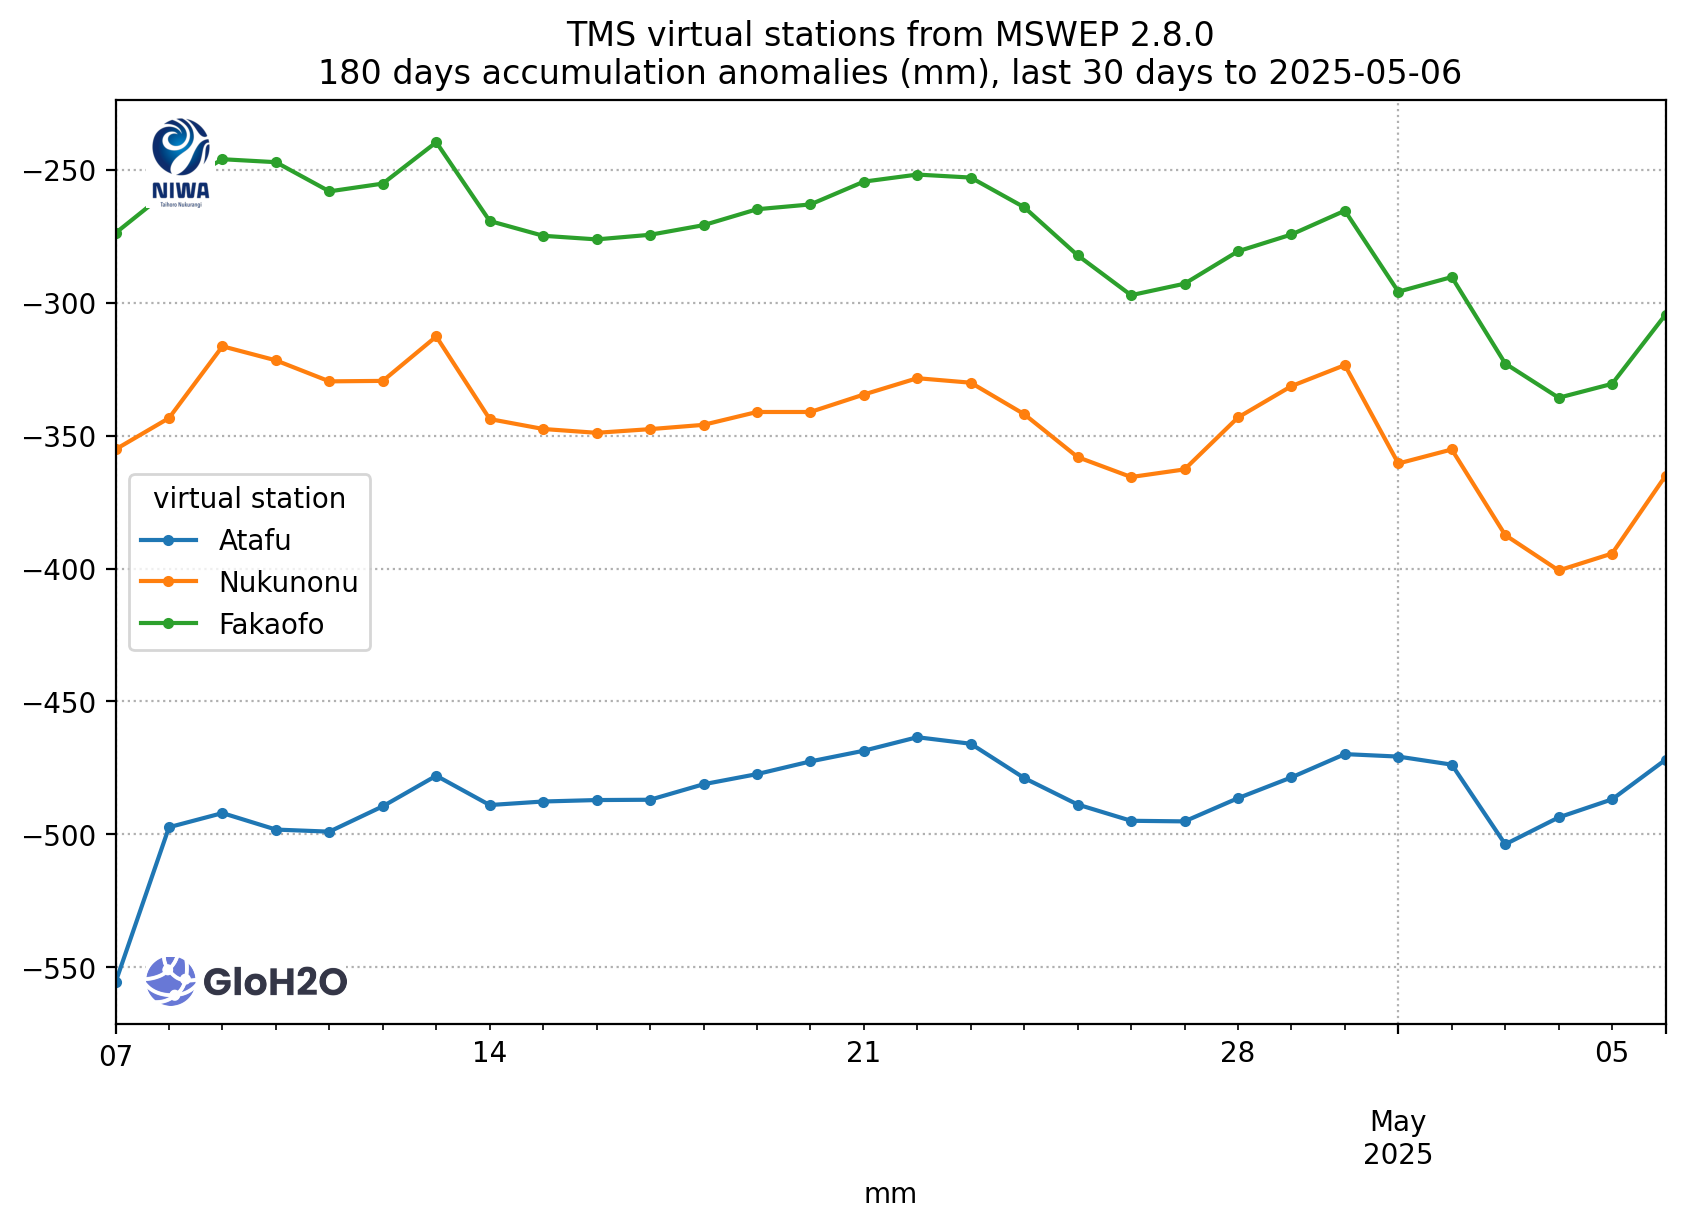 TMS virtual stations from MSWEP 2.8.0
180 days accumulation anomalies (mm), last 30 days to 2025-05-06
NIWA
Taihoro Nukurangi
−250
−300
−350
−400
−450
−500
−550
virtual station
Atafu
Nukunonu
Fakaofo
GloH2O
07
14
21
28
05
May
2025
mm